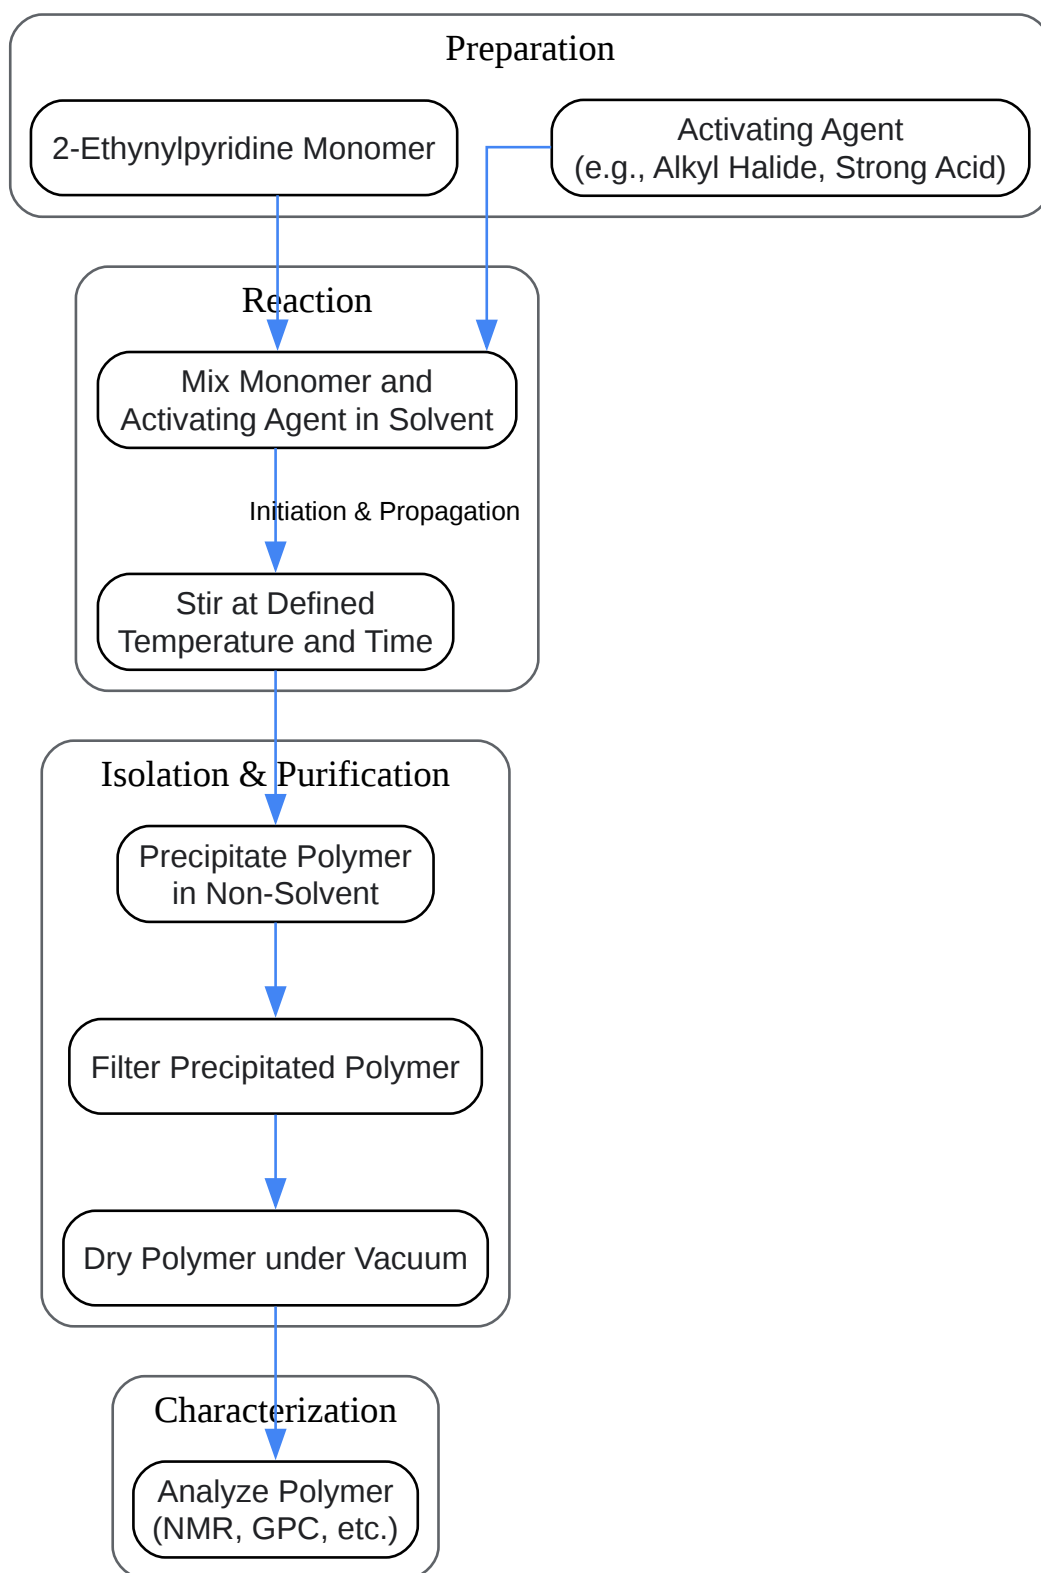 Preparation
2-Ethynylpyridine Monomer
Activating Agent
(e.g., Alkyl Halide, Strong Acid)
Reaction
Mix Monomer and
Activating Agent in Solvent
Initiation & Propagation
Stir at Defined
Temperature and Time
Isolation & Purification
Precipitate Polymer
in Non-Solvent
Filter Precipitated Polymer
Dry Polymer under Vacuum
Characterization
Analyze Polymer
(NMR, GPC, etc.)